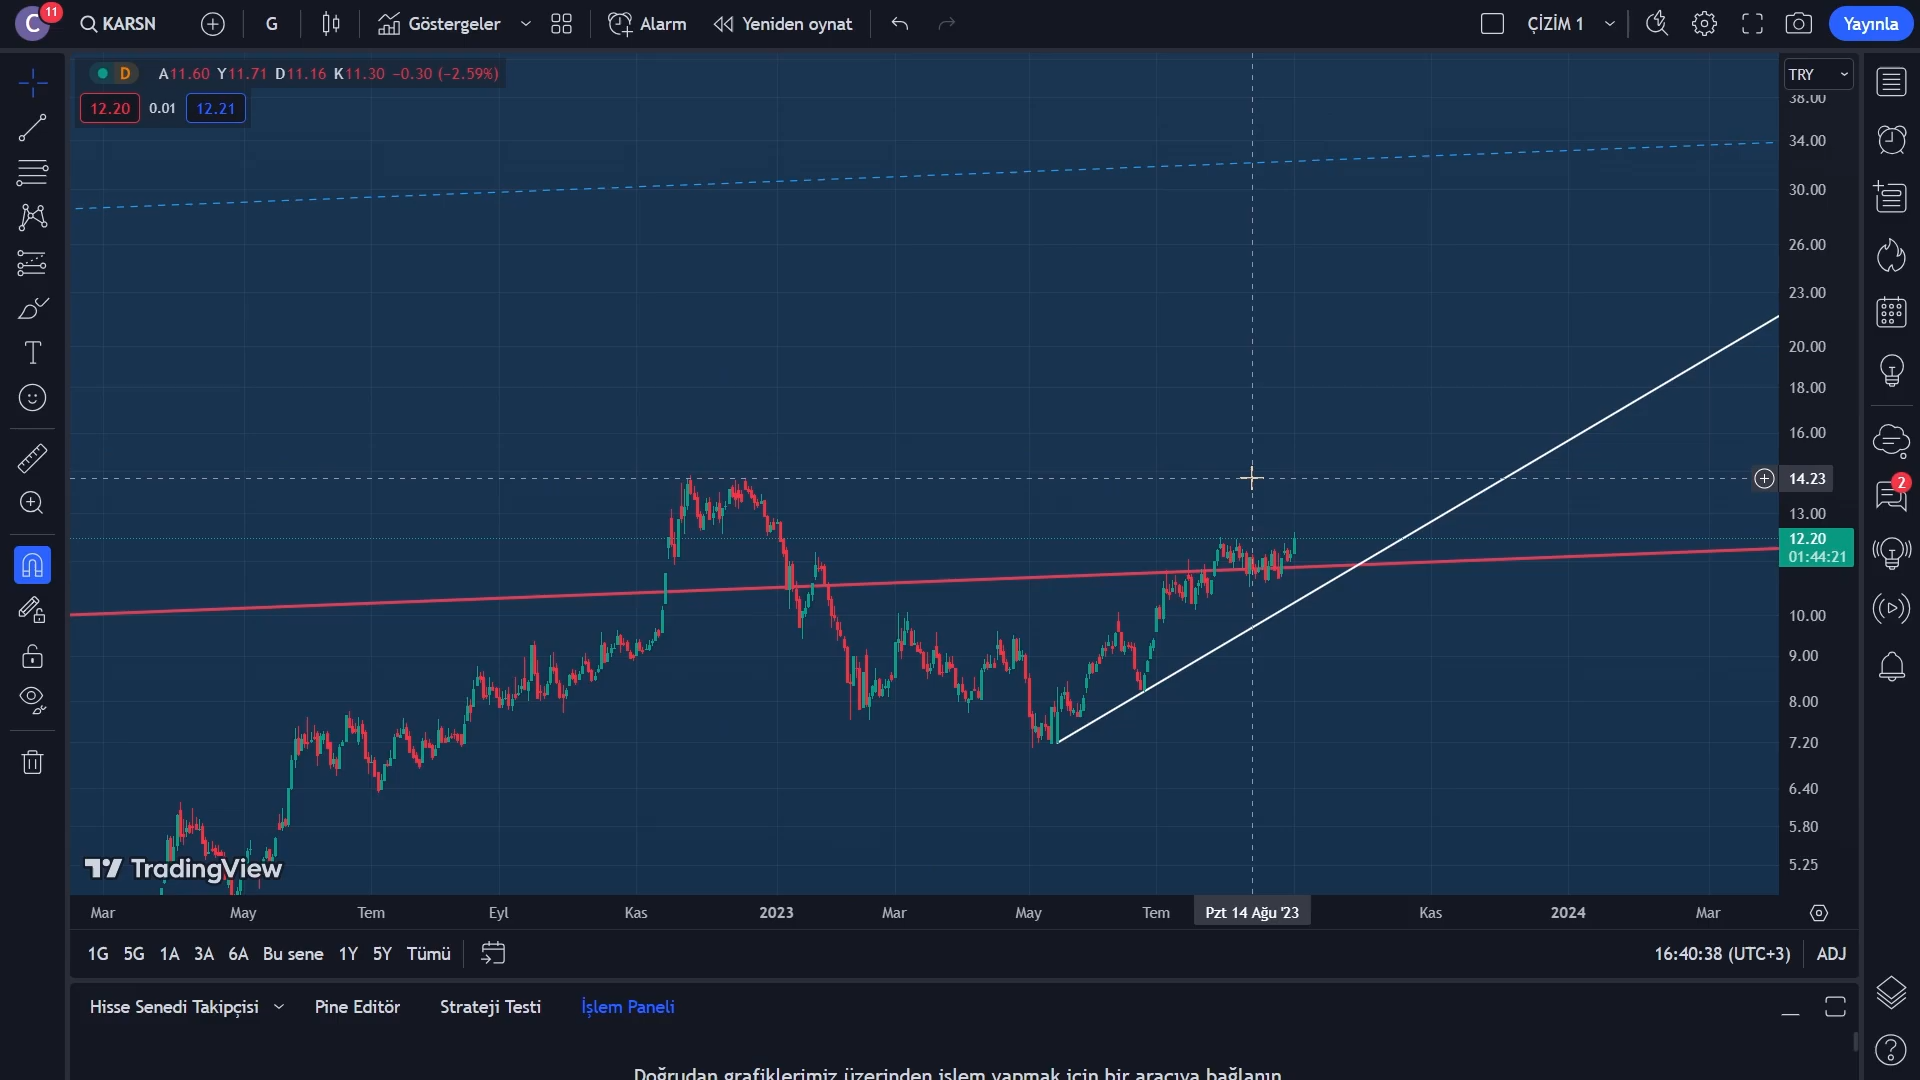 C
11
KARSN
G
Göstergeler
Alarm
Yeniden oynat
ÇİZİM 1
Yayınla
D A11.60 Y11.71 D11.16 K11.30 −0.30 (−2.59%)
12.20 0.01 12.21
TRY
38.00
34.00
30.00
26.00
23.00
20.00
18.00
16.00
14.23
13.00
12.20
01:44:21
10.00
9.00
8.00
7.20
6.40
5.80
5.25
2
TradingView
Mar May Tem Eyl Kas 2023 Mar May Tem Pzt 14 Ağu '23 Kas 2024 Mar
1G 5G 1A 3A 6A Bu sene 1Y 5Y Tümü
16:40:38 (UTC+3) ADJ
Hisse Senedi Takipçisi Pine Editör Strateji Testi İşlem Paneli
Doğrudan grafiklerimiz üzerinden işlem yapmak için bir aracıya bağlanın